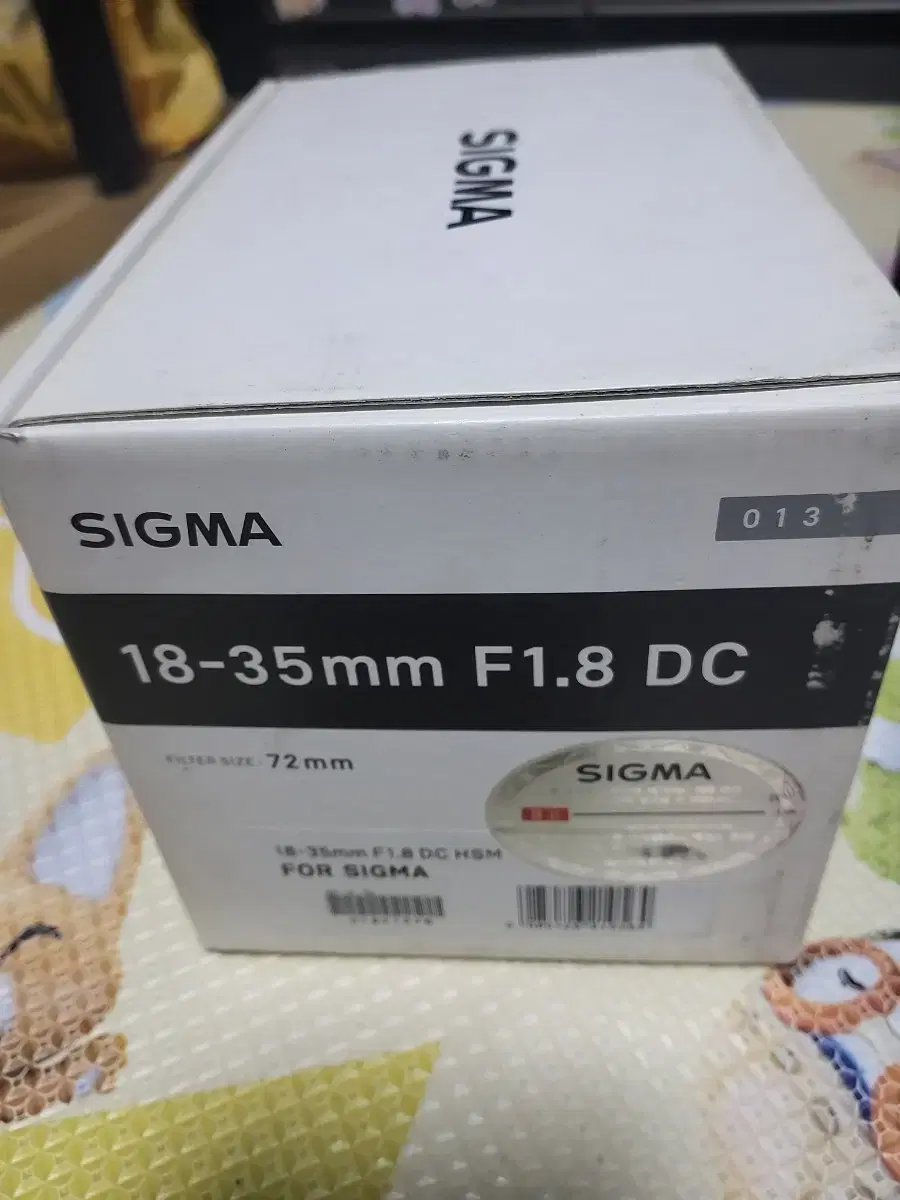 SIGMA
SIGMA
013
18-35mm F1.8 DC
FILTER SIZE: 72mm
SIGMA
18-35mm F1.8 DC HSM
FOR SIGMA